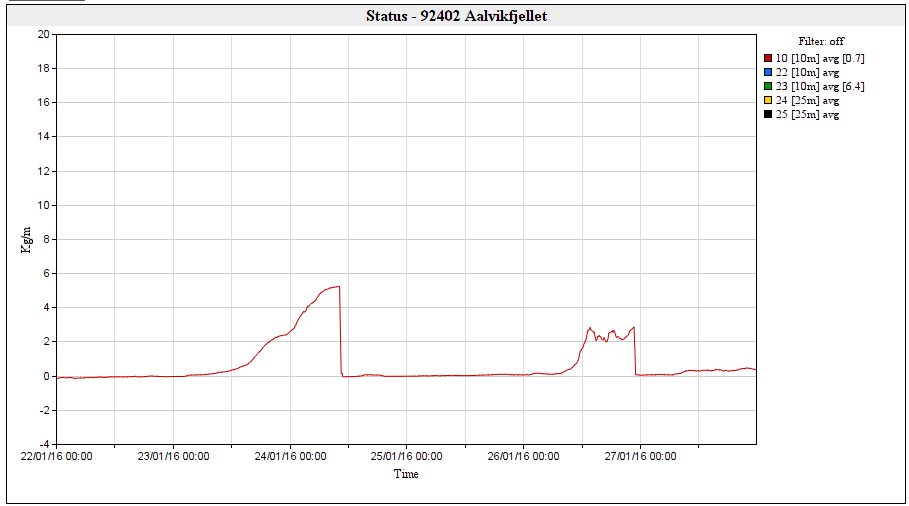 Status - 92402 Aalvikfjellet
Filter: off
10 [10m] avg [0.7]
22 [10m] avg
23 [10m] avg [6.4]
24 [25m] avg
25 [25m] avg
20
18
16
14
12
10
8
6
4
2
0
-2
-4
Kg/m
22/01/16 00:00
23/01/16 00:00
24/01/16 00:00
25/01/16 00:00
26/01/16 00:00
27/01/16 00:00
Time